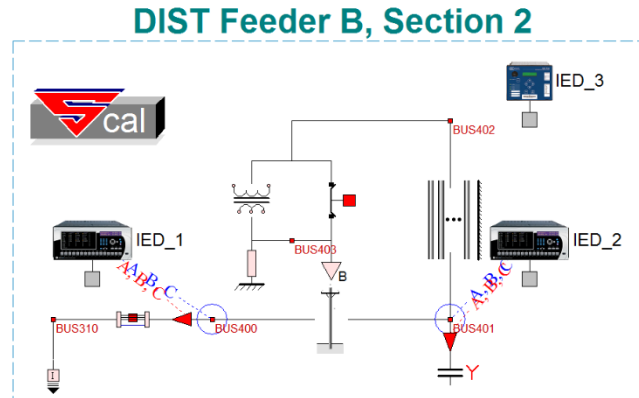 DIST Feeder B, Section 2
S cal
IED_3
BUS402
IED_1
BUS403
IED_2
B
A, B, C
A, B, C
A, B, C
A, B, C
BUS310
BUS400
BUS401
I
Y